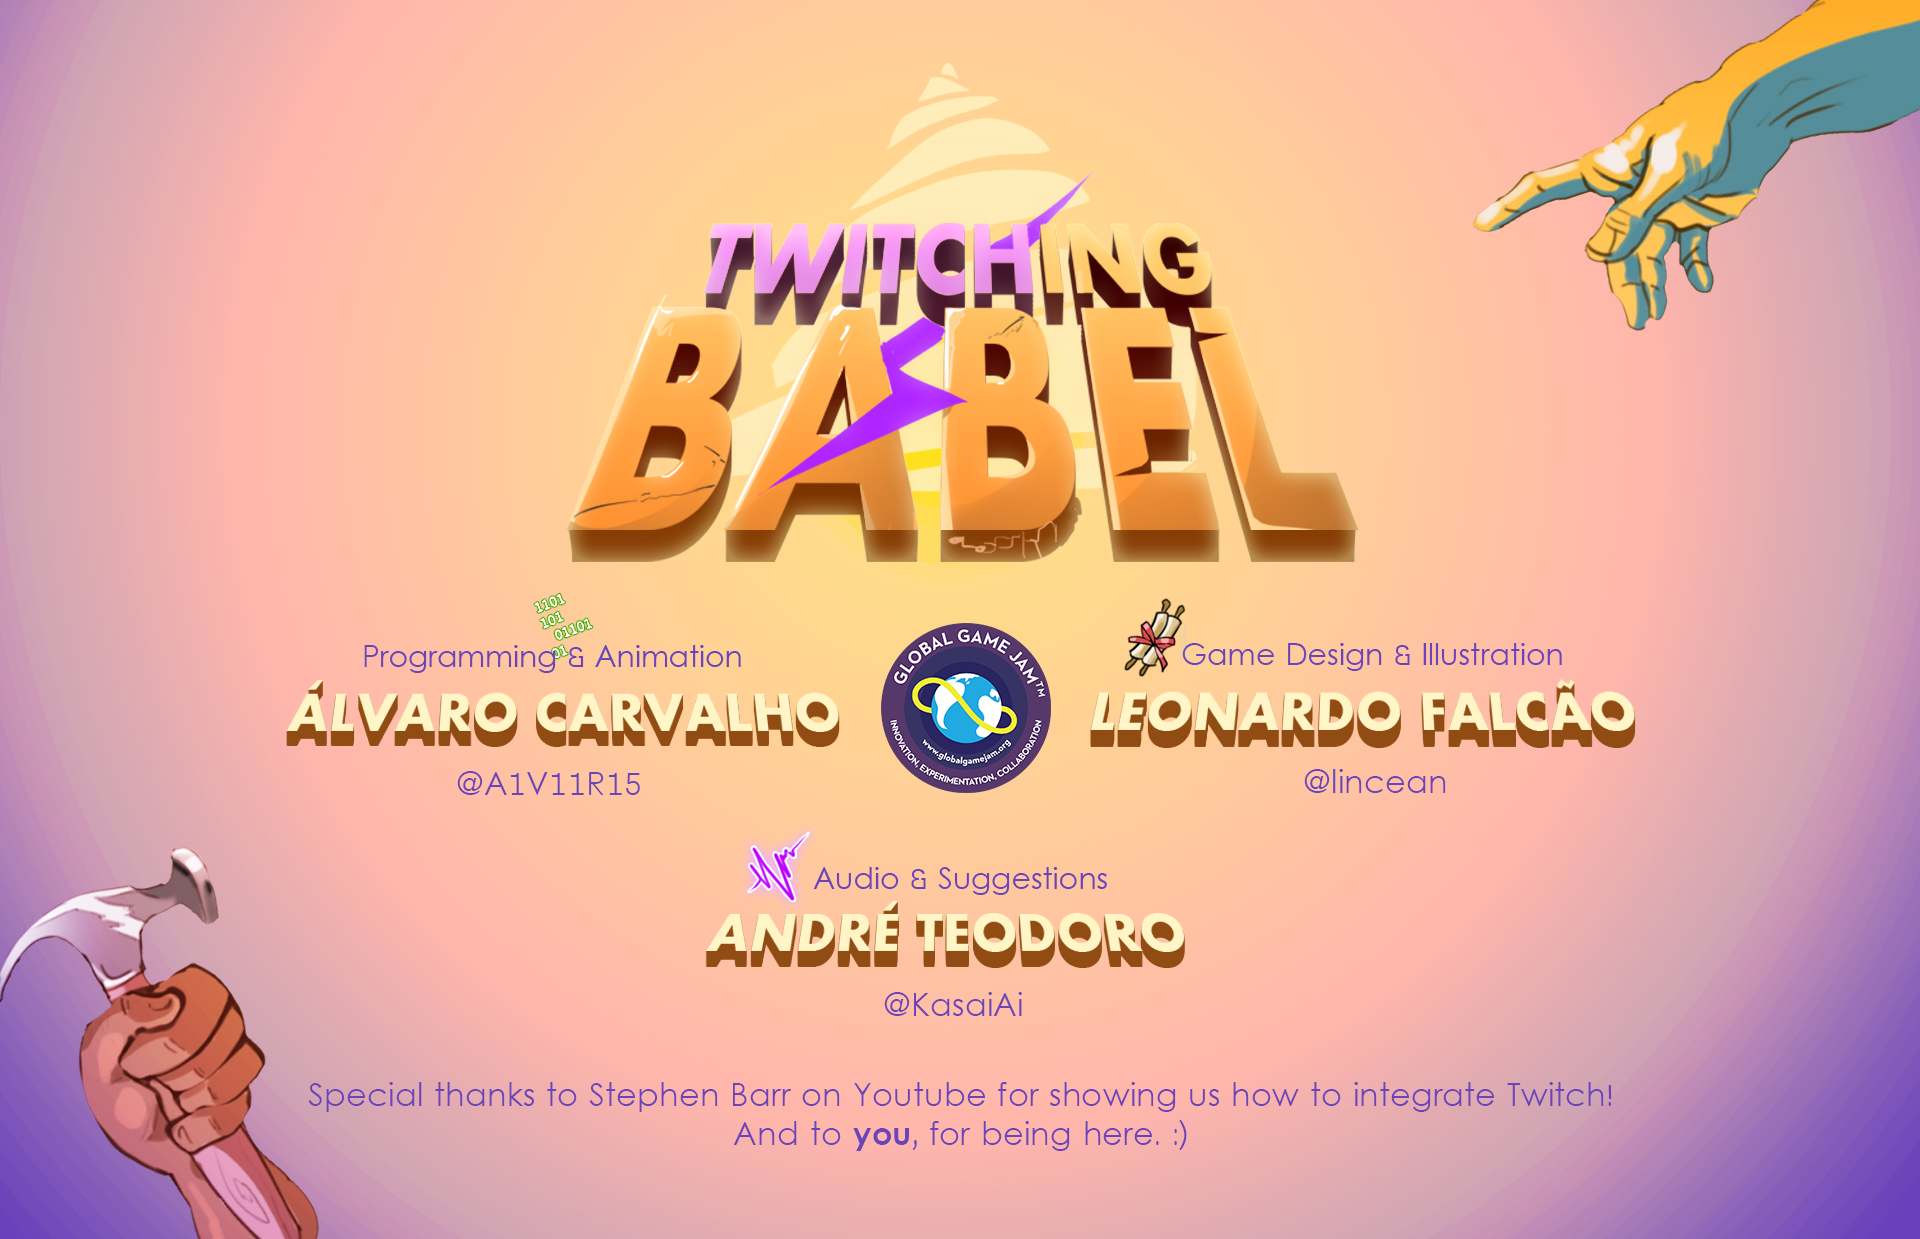 TWITCHING
BABEL
1101
101
01101
01
Programming & Animation
ÁLVARO CARVALHO
@A1V11R15
GLOBAL GAME JAM™
www.globalgamejam.org
INNOVATION, EXPERIMENTATION, COLLABORATION
Game Design & Illustration
LEONARDO FALCÃO
@lincean
Audio & Suggestions
ANDRÉ TEODORO
@KasaiAi
Special thanks to Stephen Barr on Youtube for showing us how to integrate Twitch!
And to you, for being here. :)